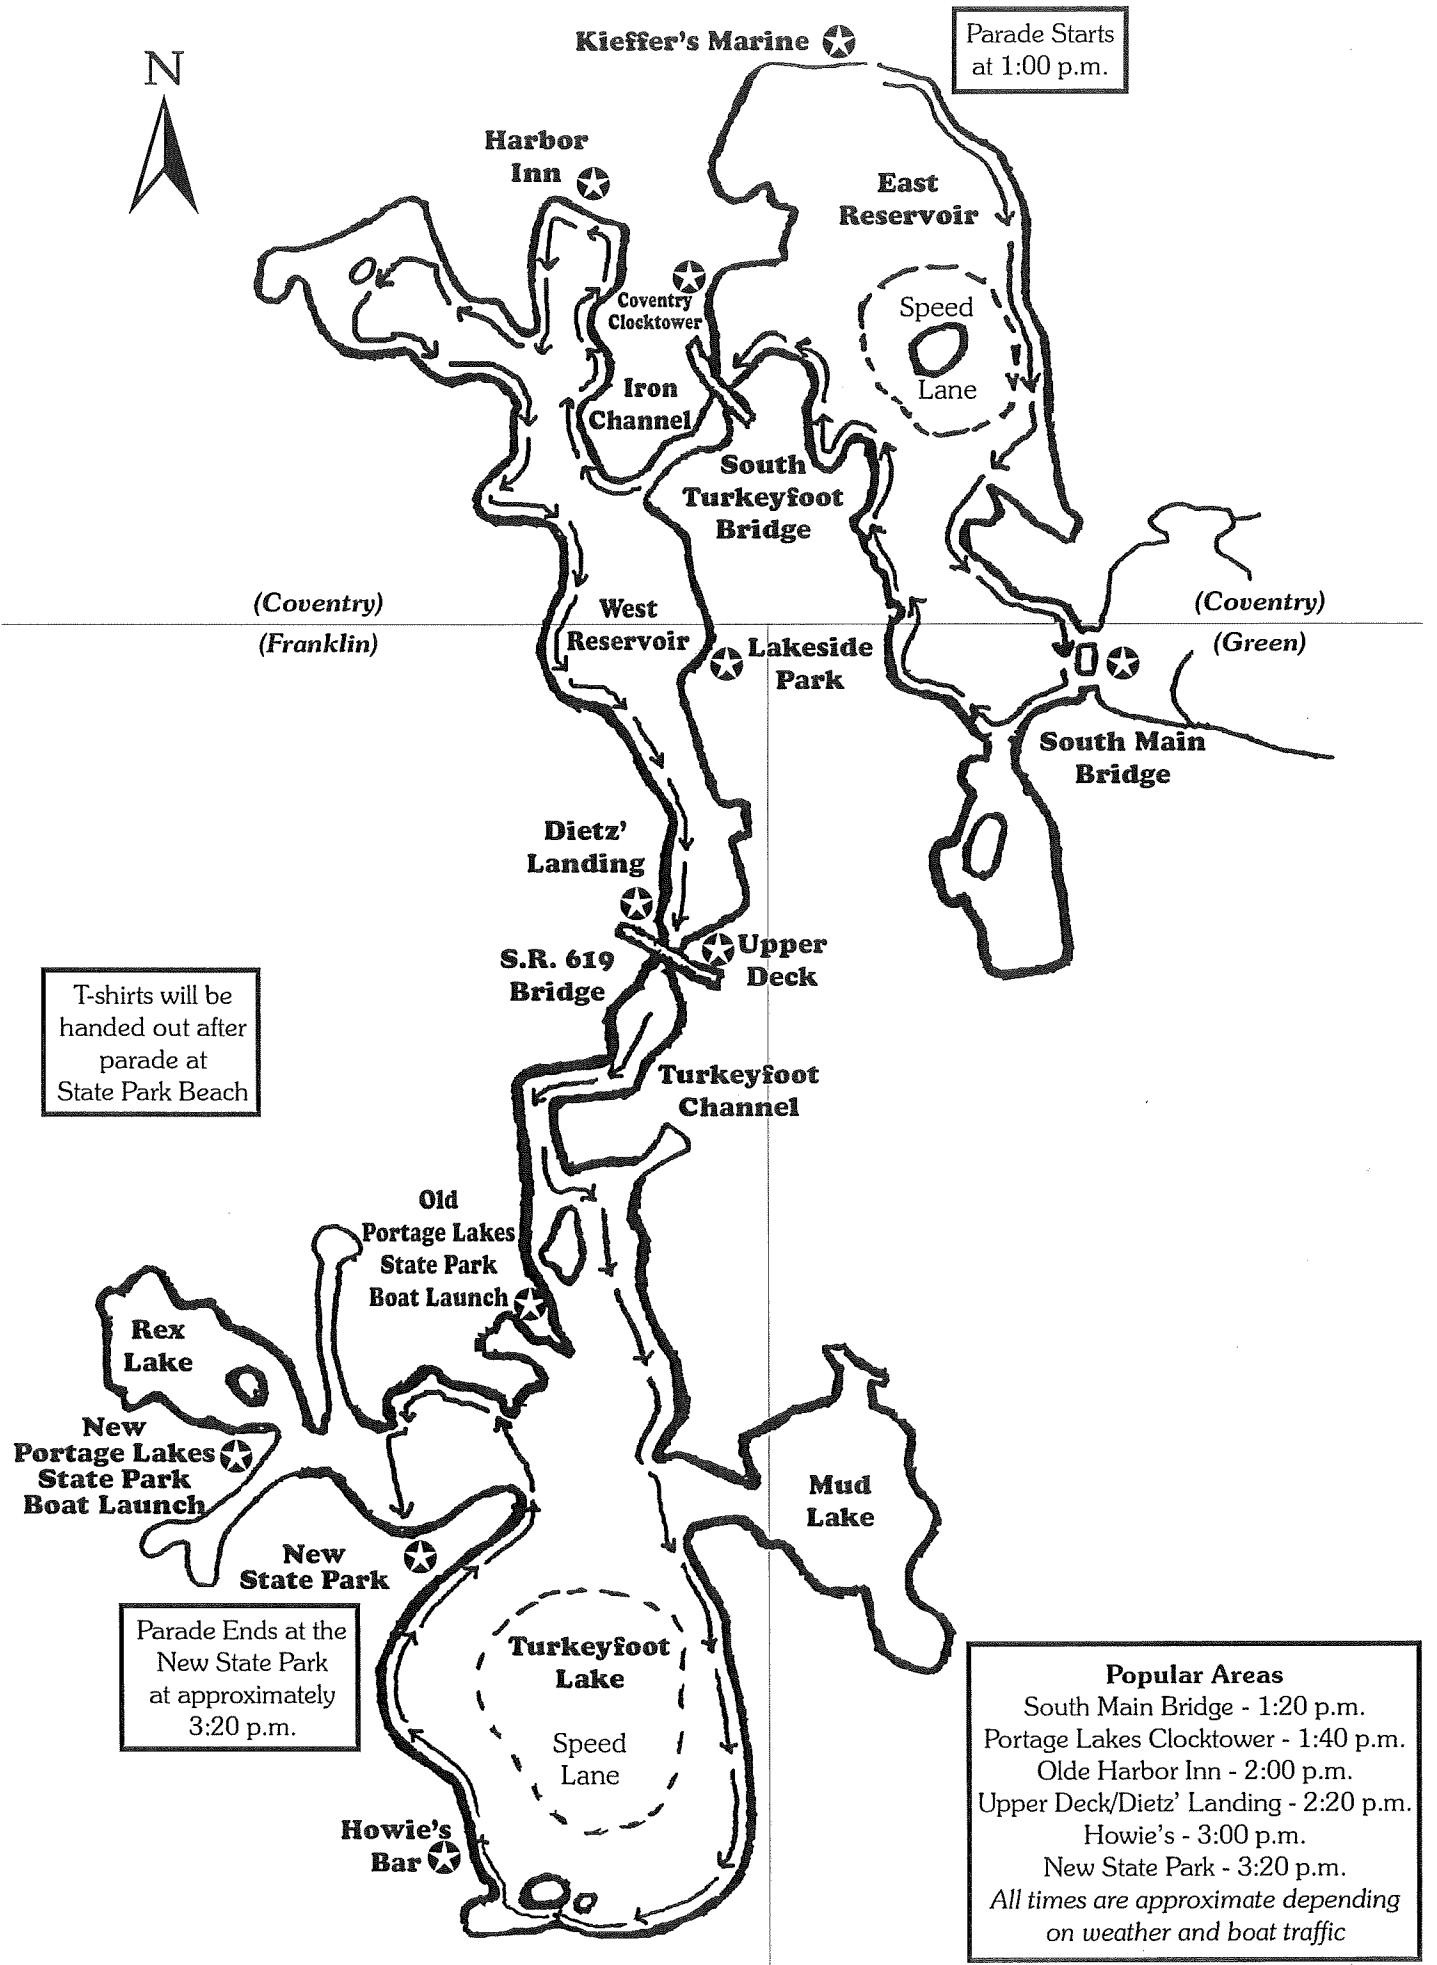 Kieffer's Marine
Parade Starts
at 1:00 p.m.
N
Harbor
Inn
East
Reservoir
Coventry
Clocktower
Speed
Lane
Iron
Channel
South
Turkeyfoot
Bridge
(Coventry)
(Franklin)
West
Reservoir
Lakeside
Park
(Coventry)
(Green)
South Main
Bridge
Dietz'
Landing
S.R. 619
Bridge
Upper
Deck
T-shirts will be
handed out after
parade at
State Park Beach
Turkeyfoot
Channel
Old
Portage Lakes
State Park
Boat Launch
Rex
Lake
New
Portage Lakes
State Park
Boat Launch
Mud
Lake
New
State Park
Parade Ends at the
New State Park
at approximately
3:20 p.m.
Turkeyfoot
Lake
Speed
Lane
Howie's
Bar
Popular Areas
South Main Bridge - 1:20 p.m.
Portage Lakes Clocktower - 1:40 p.m.
Olde Harbor Inn - 2:00 p.m.
Upper Deck/Dietz' Landing - 2:20 p.m.
Howie's - 3:00 p.m.
New State Park - 3:20 p.m.
All times are approximate depending
on weather and boat traffic